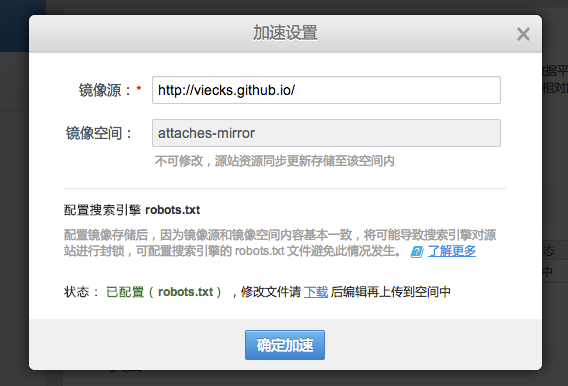 加速设置
镜像源：* http://viecks.github.io/
镜像空间： attaches-mirror
不可修改，源站资源同步更新存储至该空间内
配置搜索引擎 robots.txt
配置镜像存储后，因为镜像源和镜像空间内容基本一致，将可能导致搜索引擎对源
站进行封锁，可配置搜索引擎的 robots.txt 文件避免此情况发生。 了解更多
状态： 已配置（ robots.txt ） ，修改文件请 下载 后编辑再上传到空间中
确定加速
据平
相对
态
中